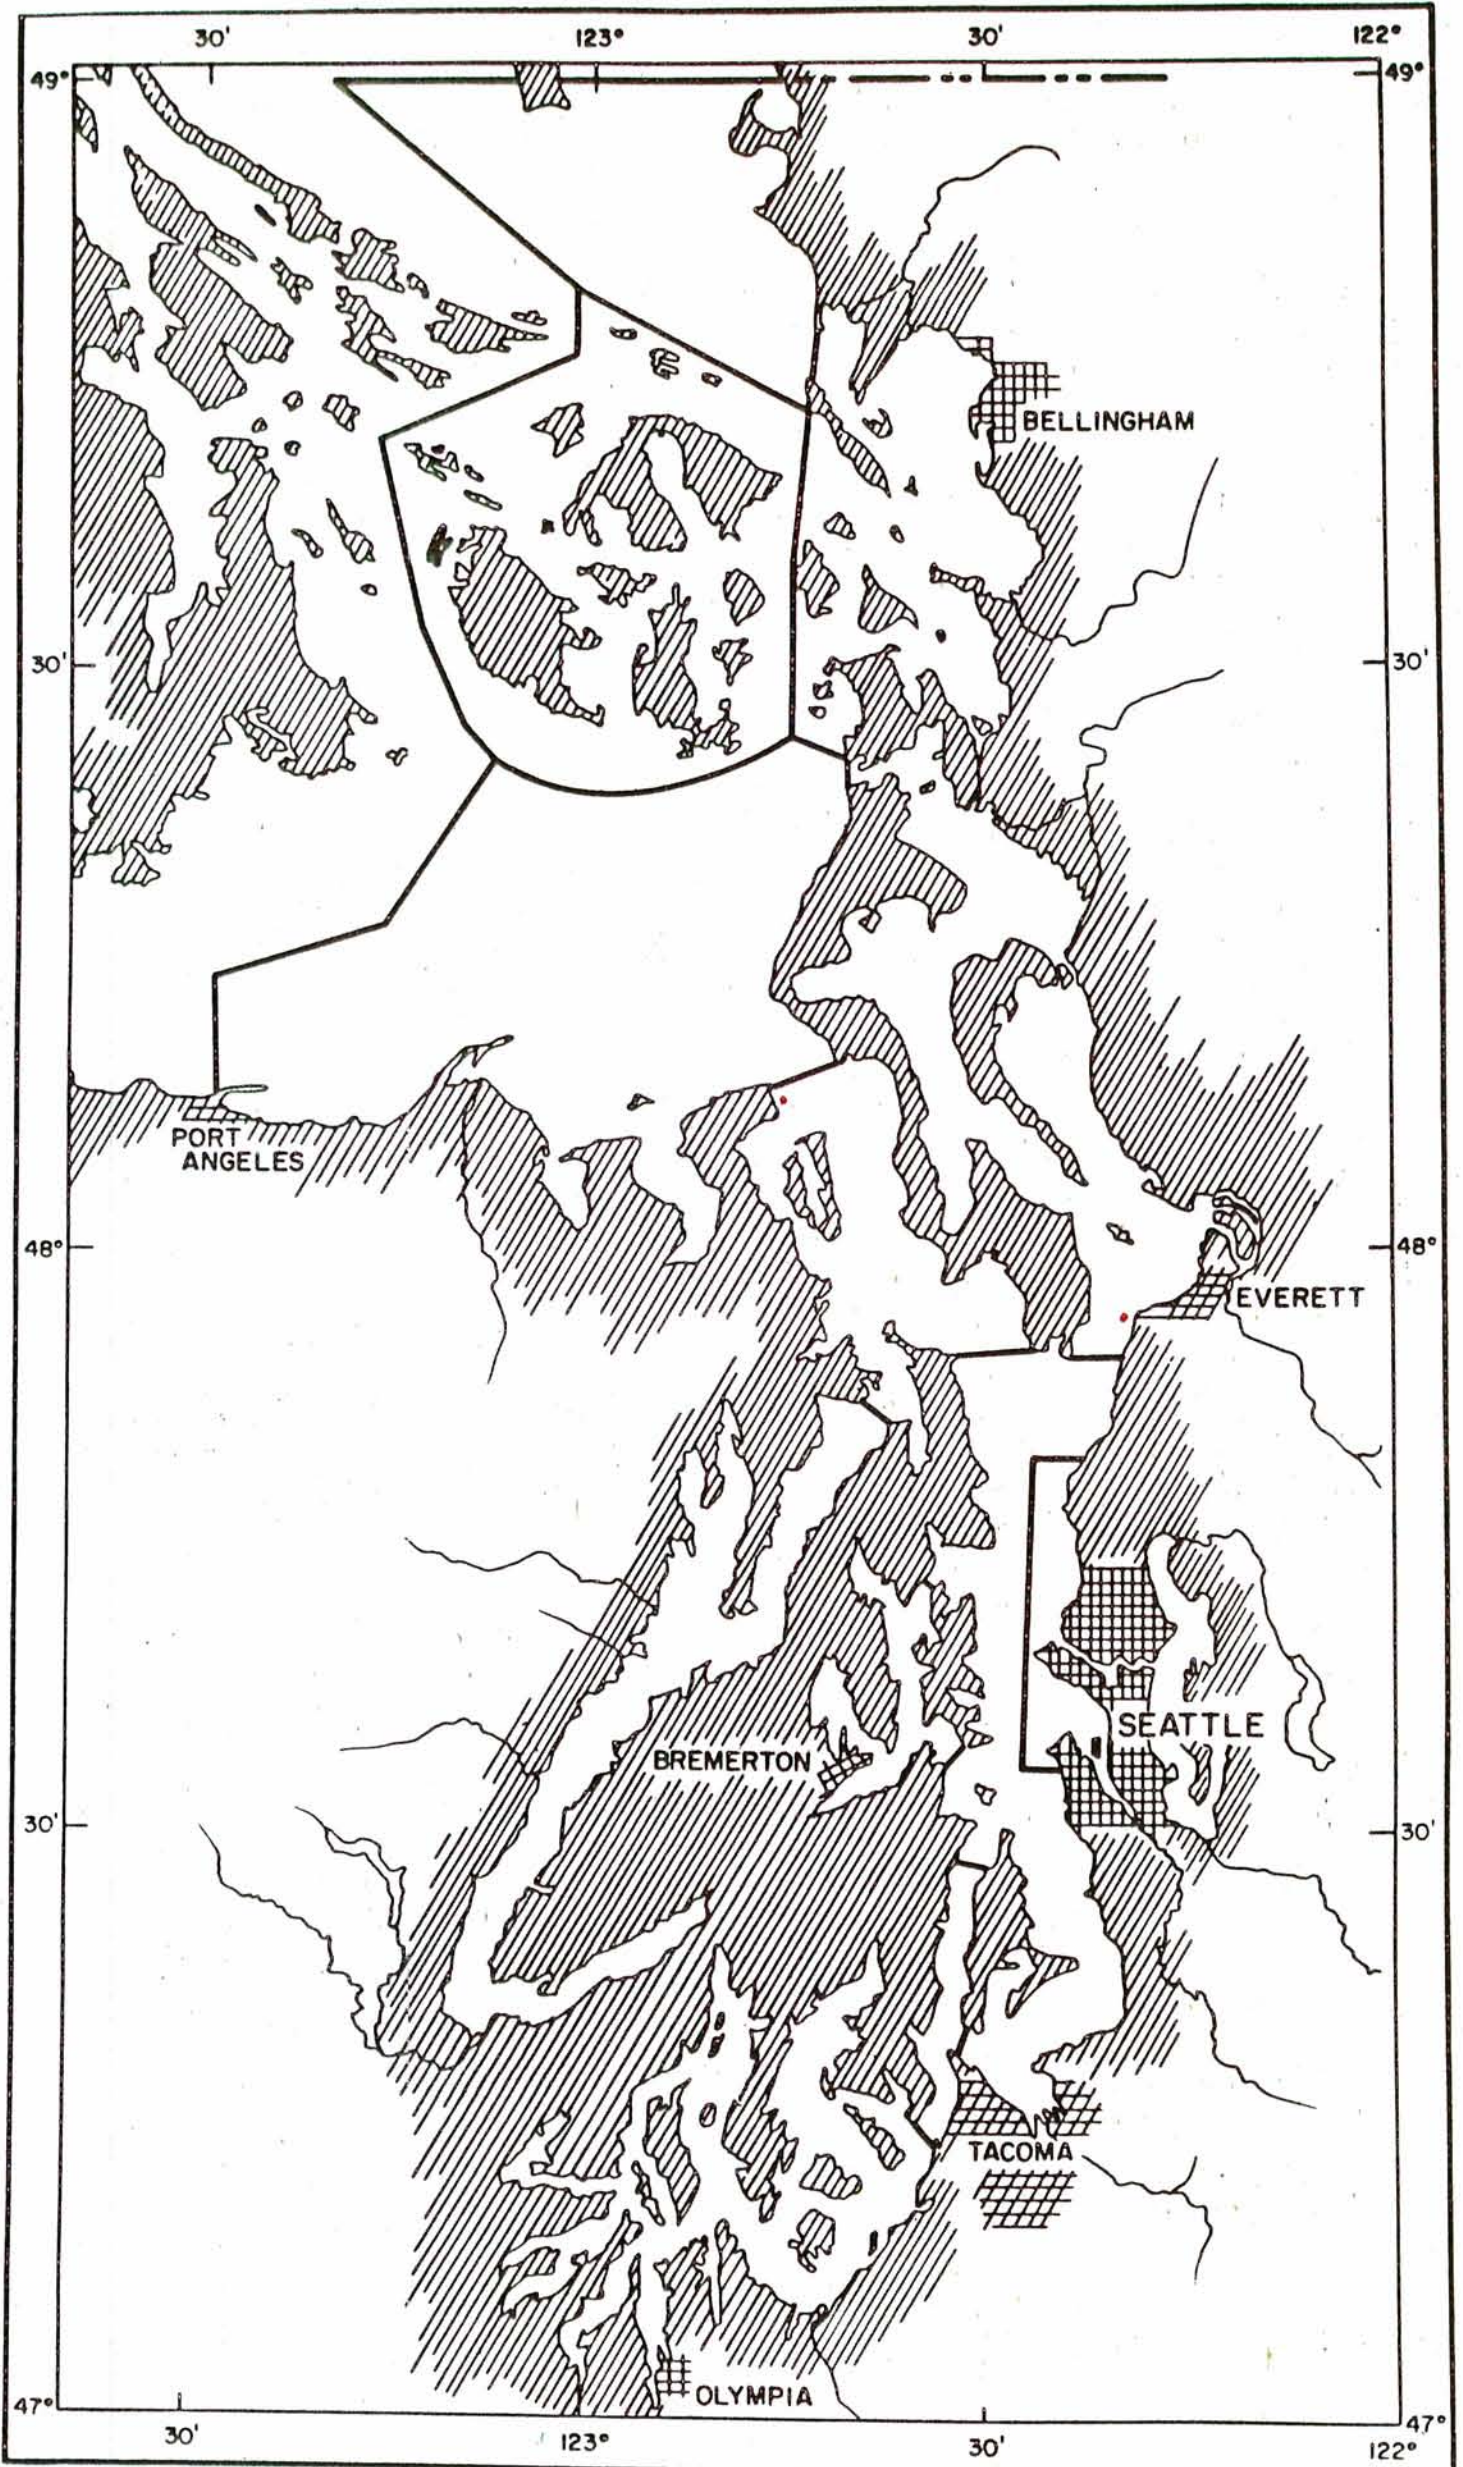 30' 123° 30' 122°
49° 49°
BELLINGHAM
30' 30'
PORT
ANGELES
48° 48°
EVERETT
SEATTLE
BREMERTON
30' 30'
TACOMA
OLYMPIA
47° 47°
30' 123° 30' 122°